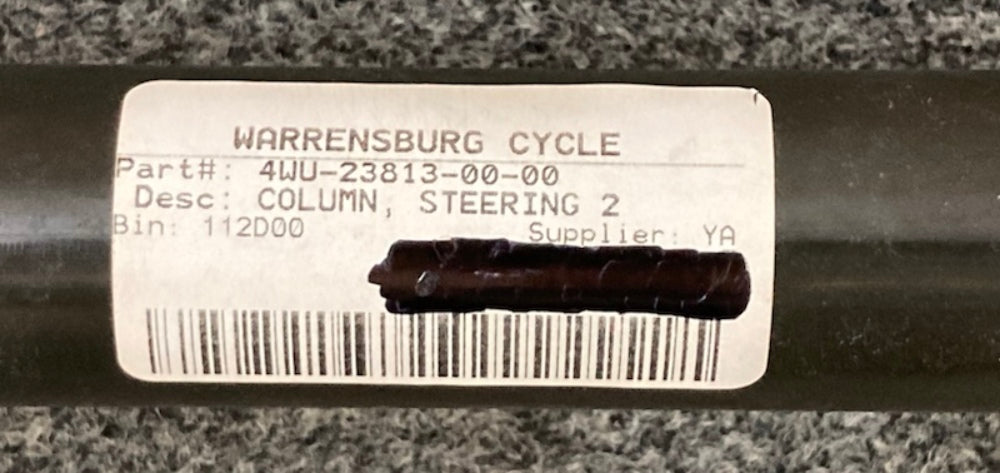 WARRENSBURG CYCLE
Part#: 4WU-23813-00-00
Desc: COLUMN, STEERING 2
Bin: 112D00 Supplier: YA